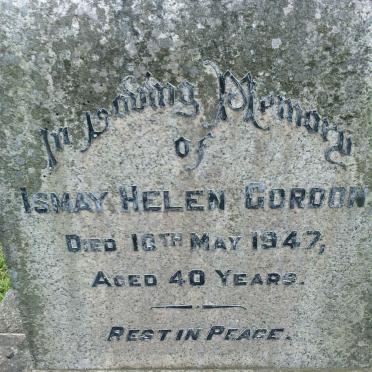 In Loving Memory
of
ISMAY HELEN GORDON
DIED 16TH MAY 1947,
AGED 40 YEARS.
REST IN PEACE.